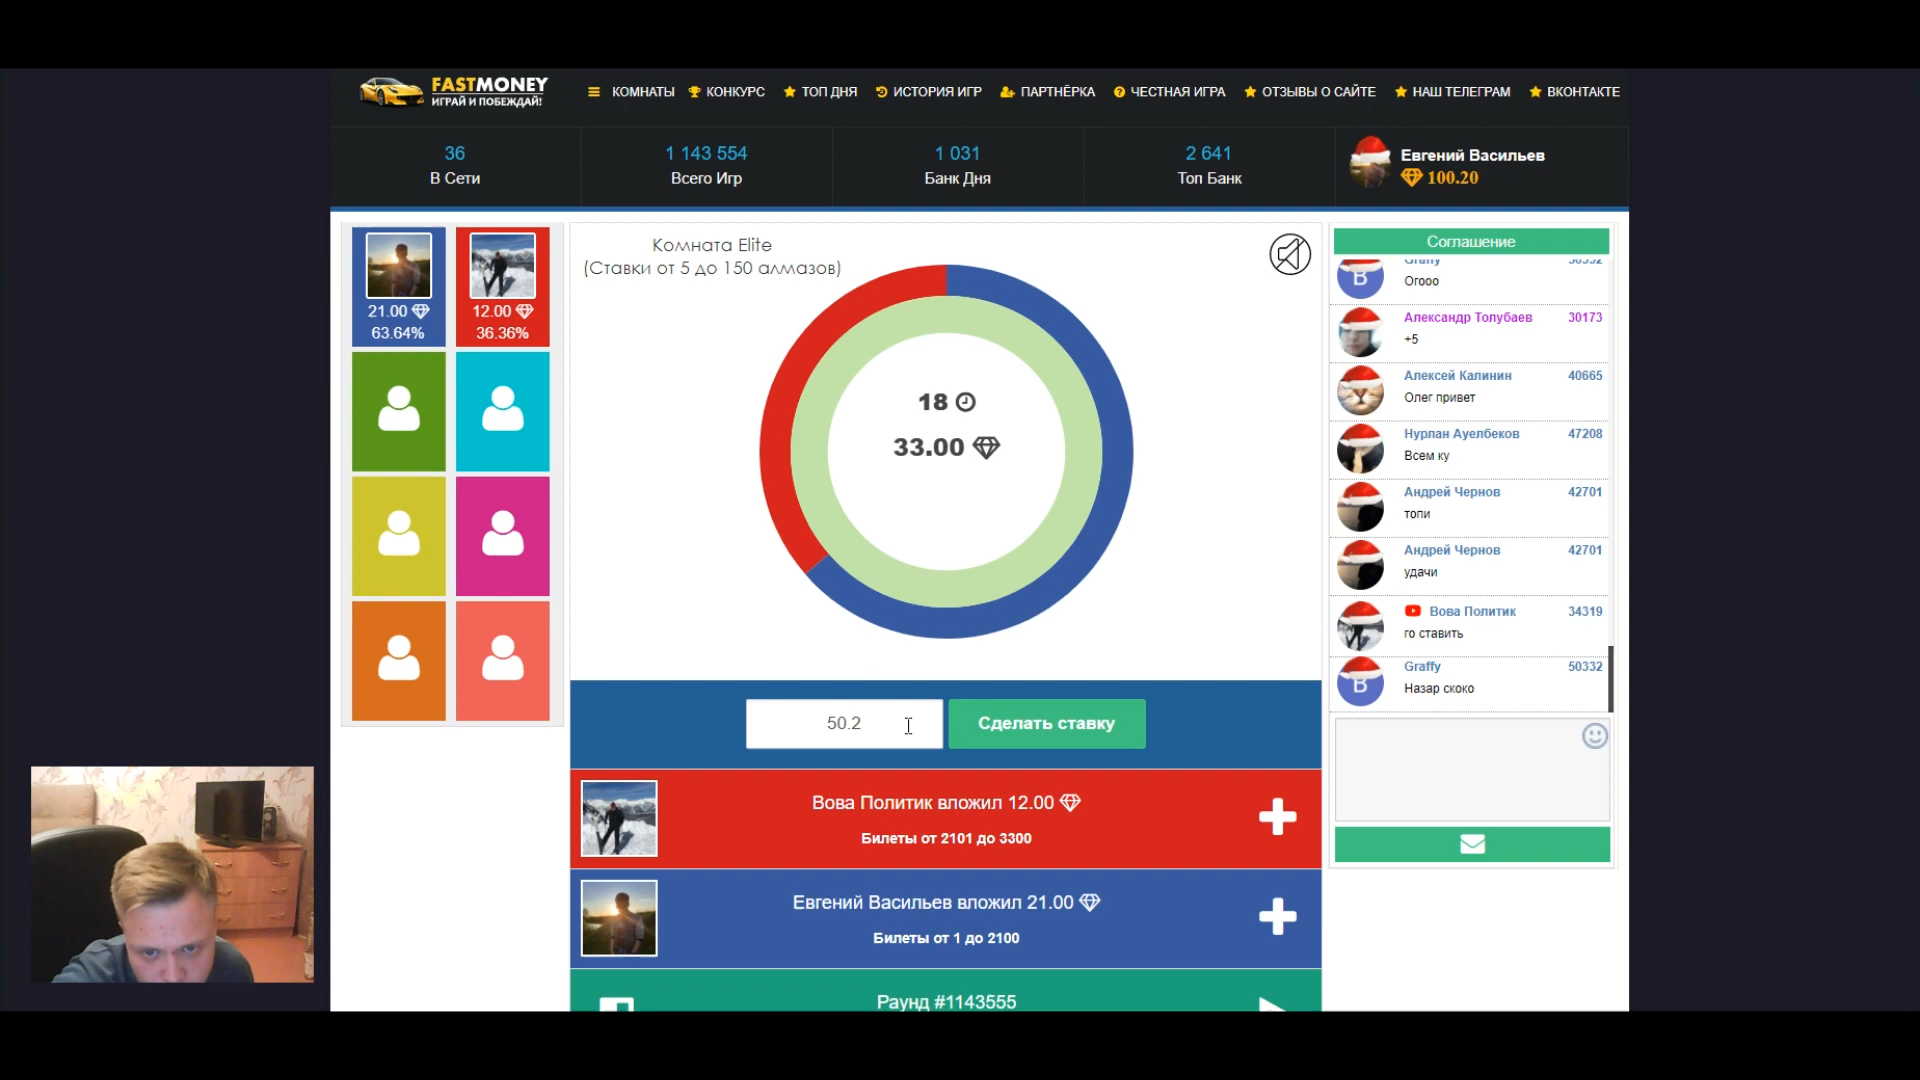 FASTMONEY
ИГРАЙ И ПОБЕЖДАЙ!
КОМНАТЫ
КОНКУРС
ТОП ДНЯ
ИСТОРИЯ ИГР
ПАРТНЁРКА
ЧЕСТНАЯ ИГРА
ОТЗЫВЫ О САЙТЕ
НАШ ТЕЛЕГРАМ
ВКОНТАКТЕ
36
В Сети
1 143 554
Всего Игр
1 031
Банк Дня
2 641
Топ Банк
Евгений Васильев
100.20
21.00
63.64%
12.00
36.36%
Комната Elite
(Ставки от 5 до 150 алмазов)
18
33.00
50.2
Сделать ставку
Вова Политик вложил 12.00
Билеты от 2101 до 3300
Евгений Васильев вложил 21.00
Билеты от 1 до 2100
Раунд #1143555
Соглашение
Graffy 50332
Огооо
Александр Толубаев 30173
+5
Алексей Калинин 40665
Олег привет
Нурлан Ауелбеков 47208
Всем ку
Андрей Чернов 42701
топи
Андрей Чернов 42701
удачи
Вова Политик 34319
го ставить
Graffy 50332
Назар скоко